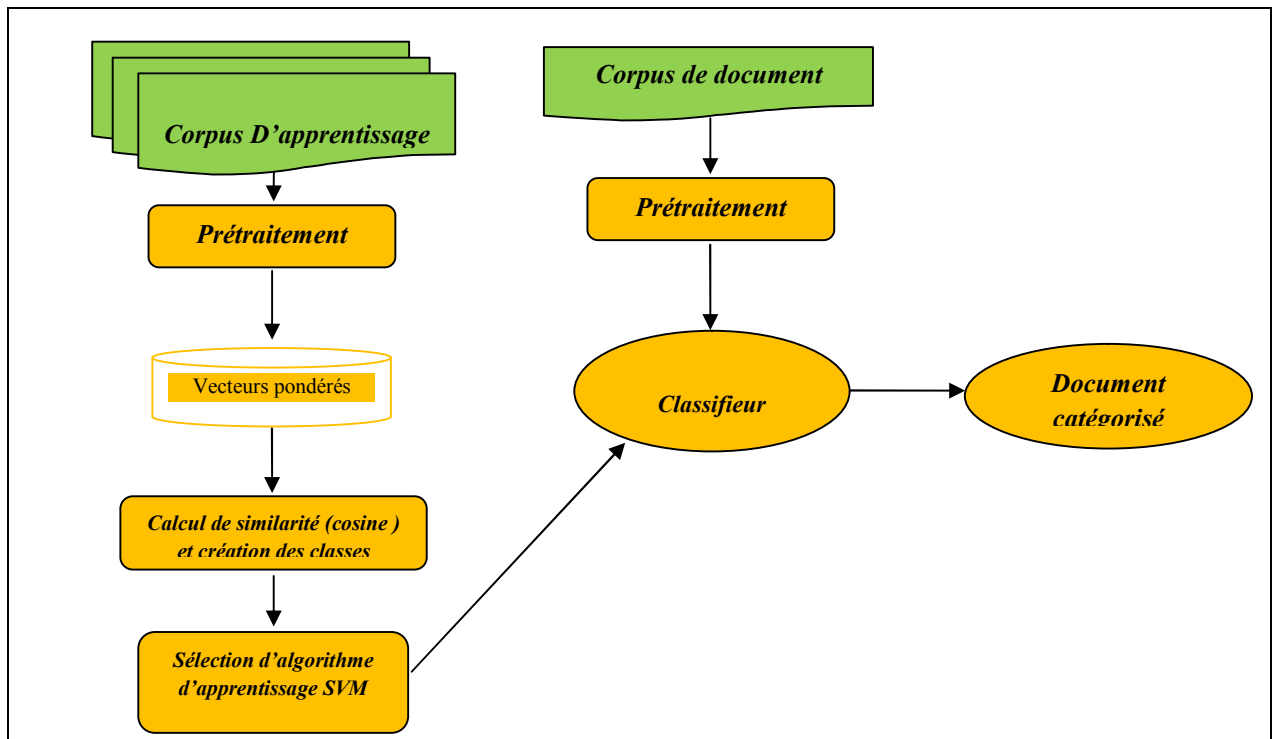 Corpus D’apprentissage
Prétraitement
Vecteurs pondérés
Calcul de similarité (cosine )
et création des classes
Sélection d’algorithme
d’apprentissage SVM
Corpus de document
Prétraitement
Classifieur
Document
catégorisé